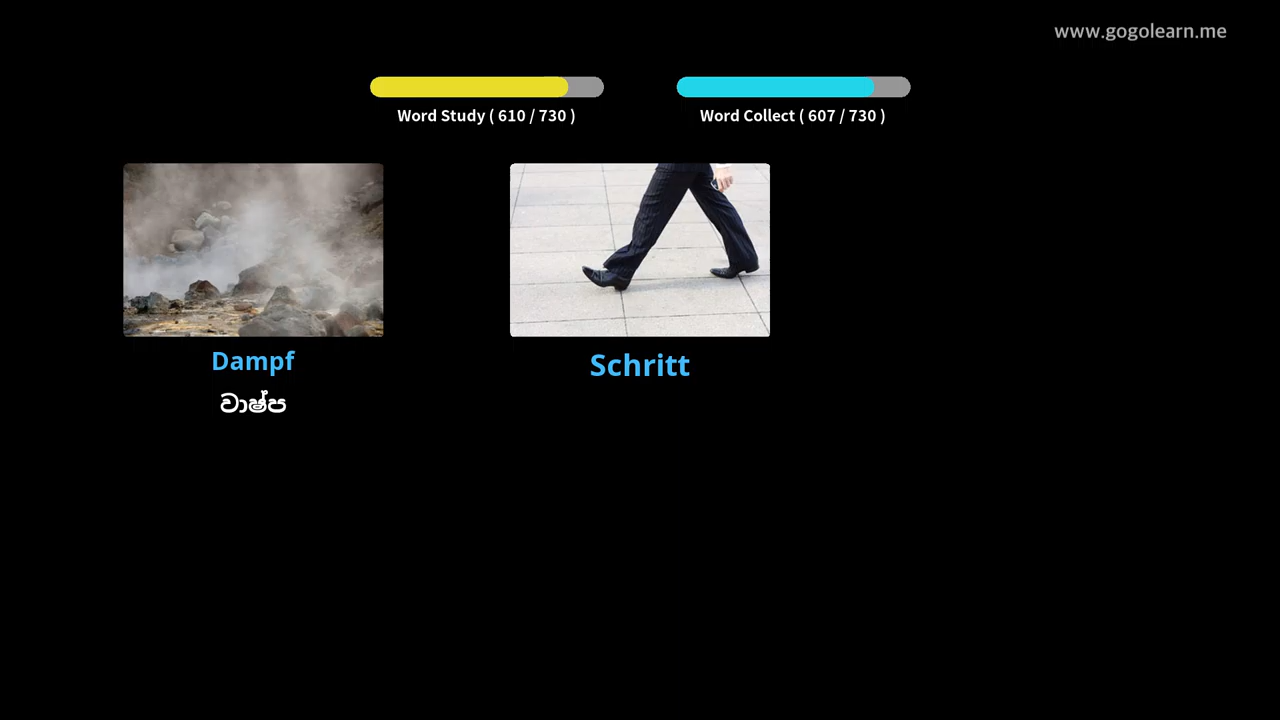 www.gogolearn.me
Word Study ( 610 / 730 )
Word Collect ( 607 / 730 )
Dampf
Schritt
වාෂ්ප